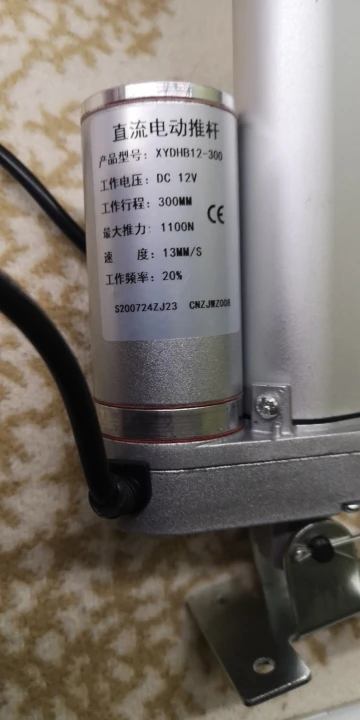 直流电动推杆
产品型号: XYDHB12-300
工作电压: DC 12V
工作行程: 300MM
最大推力: 1100N
CE
速 度: 13MM/S
工作频率: 20%
S200724ZJ23 CNZJWZ008